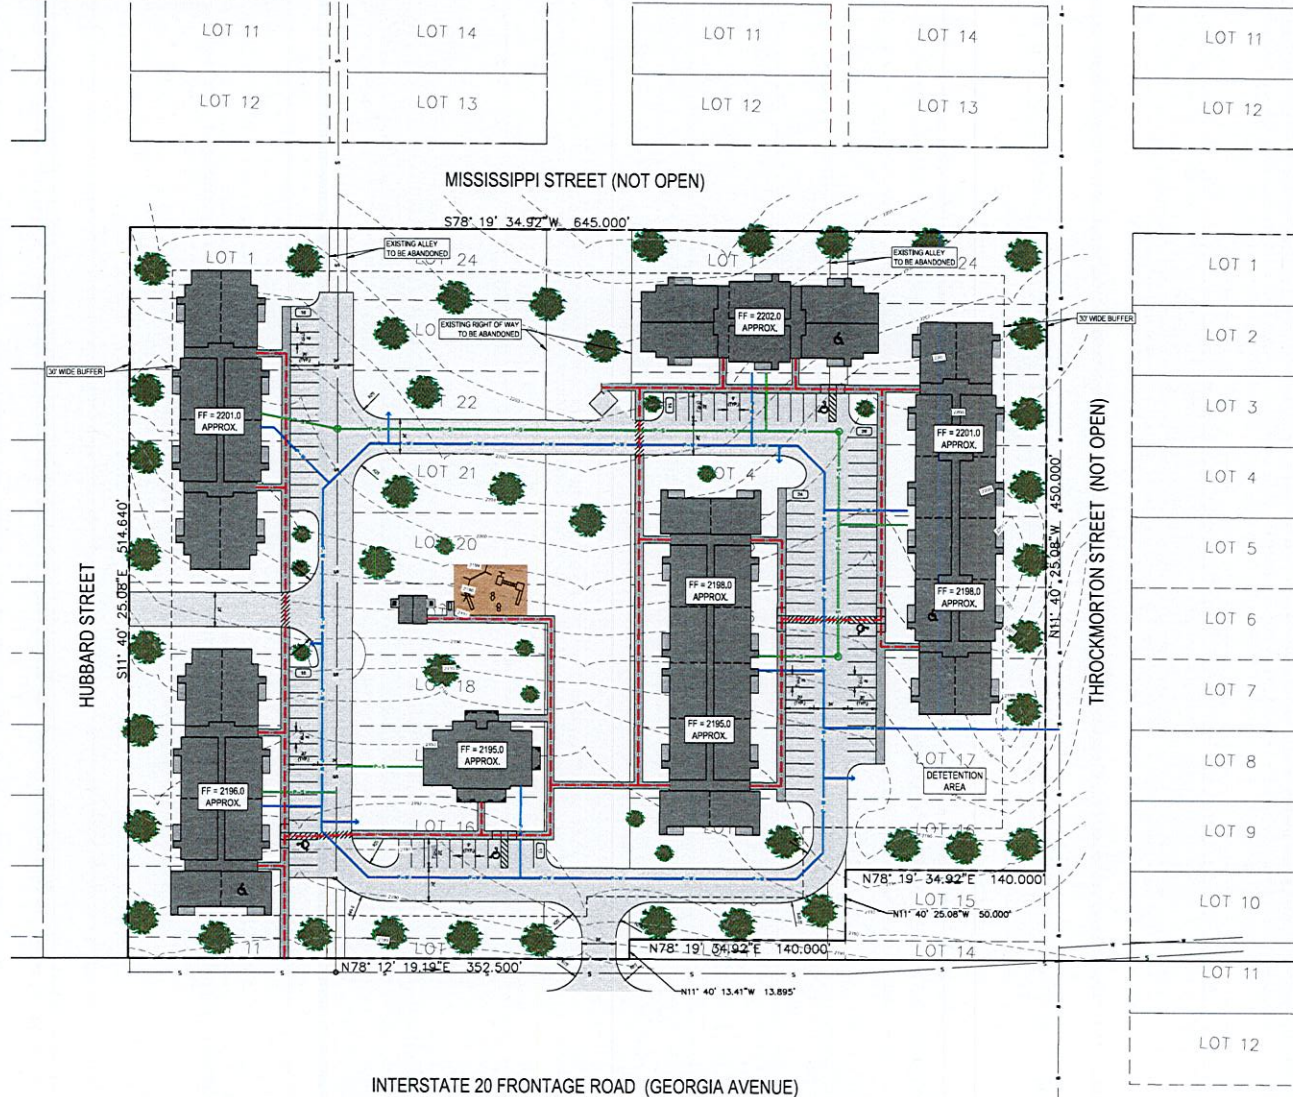 LOT 11
LOT 14
LOT 11
LOT 14
LOT 11
LOT 12
LOT 13
LOT 12
LOT 13
LOT 12
MISSISSIPPI STREET (NOT OPEN)
S78° 19' 34.92"W 645.000'
EXISTING ALLEY
TO BE ABANDONED
EXISTING ALLEY
TO BE ABANDONED
LOT 1
24
LOT
24
LOT 1
FF = 2202.0
APPROX.
EXISTING RIGHT OF WAY
TO BE ABANDONED
30' WIDE BUFFER
LOT 2
30' WIDE BUFFER
22
LOT 3
FF = 2201.0
APPROX.
FF = 2201.0
APPROX.
LOT 21
LOT 4
LOT 4
HUBBARD STREET
S11° 40' 25.08"E 514.640'
N11° 40' 25.08"W 450.000'
THROCKMORTON STREET (NOT OPEN)
LOT 20
LOT 5
FF = 2198.0
APPROX.
FF = 2198.0
APPROX.
LOT 6
LOT 18
LOT 7
FF = 2195.0
APPROX.
FF = 2195.0
APPROX.
LOT 17
LOT 8
DETETENTION
AREA
FF = 2196.0
APPROX.
LOT 16
LOT 16
LOT 9
N78° 19' 34.92"E 140.000'
LOT 15
LOT 10
N11° 40' 25.08"W 50.000'
11
LOT
N78° 19' 34.92"E 140.000'
LOT 14
N78° 12' 19.19"E 352.500'
LOT 11
N11° 40' 13.41"W 13.895'
LOT 12
INTERSTATE 20 FRONTAGE ROAD (GEORGIA AVENUE)